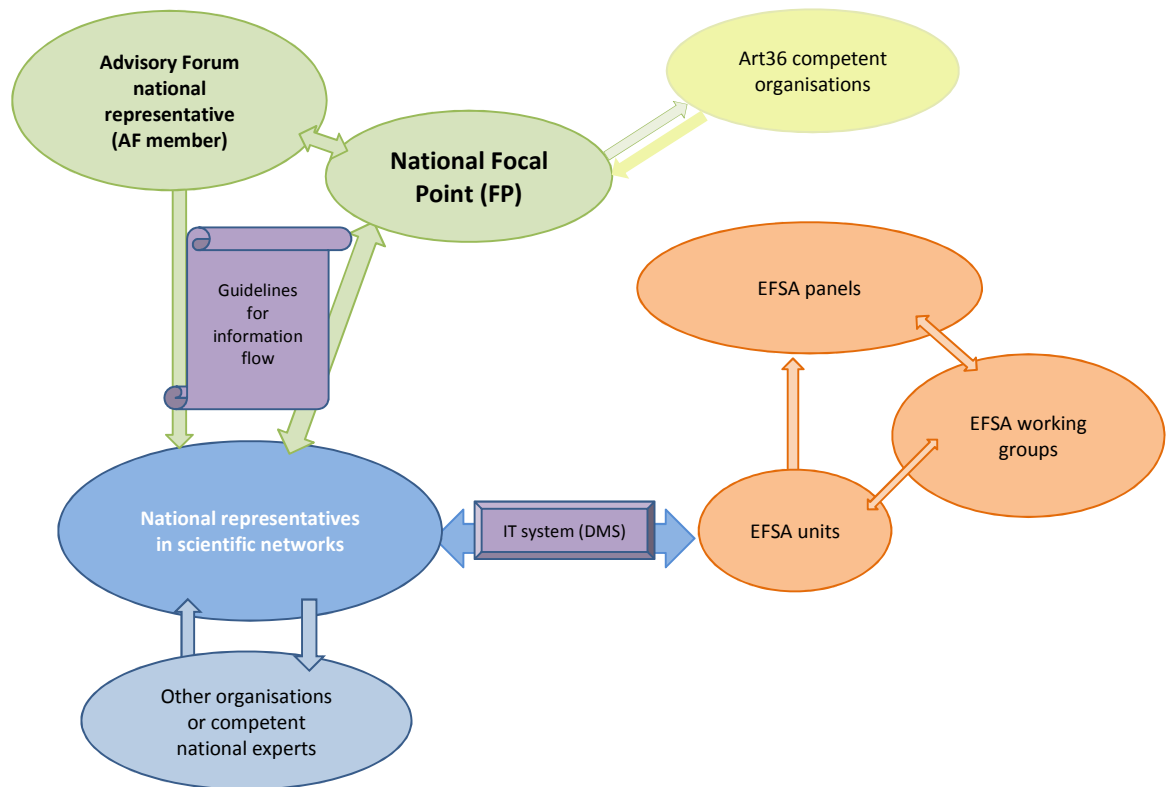 Advisory Forum
national
representative
(AF member)
National Focal
Point (FP)
Art36 competent
organisations
Guidelines
for
information
flow
EFSA panels
EFSA working
groups
National representatives
in scientific networks
IT system (DMS)
EFSA units
Other organisations
or competent
national experts